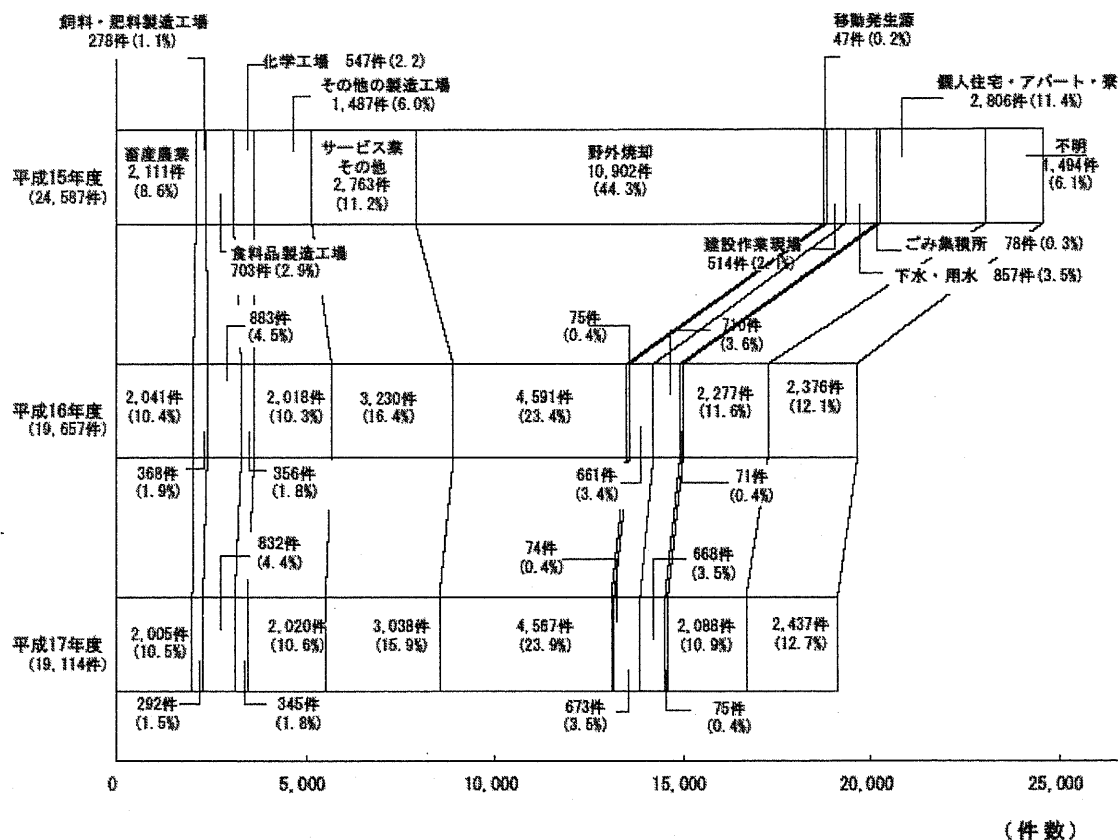 飼料・肥料製造工場
278件(1.1%)
移動発生源
47件(0.2%)
化学工場 547件(2.2)
その他の製造工場
1,487件(6.0%)
個人住宅・アパート・寮
2,806件(11.4%)
平成15年度
(24,587件)
畜産農業
2,111件
(8.6%)
サービス業
その他
2,763件
(11.2%)
野外焼却
10,902件
(44.3%)
不明
1,494件
(6.1%)
食料品製造工場
703件(2.9%)
建設作業現場
514件(2.1%)
ごみ集積所 78件(0.3%)
下水・用水 857件(3.5%)
883件
(4.5%)
75件
(0.4%)
710件
(3.6%)
平成16年度
(19,657件)
2,041件
(10.4%)
2,018件
(10.3%)
3,230件
(16.4%)
4,591件
(23.4%)
2,277件
(11.6%)
2,376件
(12.1%)
368件
(1.9%)
356件
(1.8%)
661件
(3.4%)
71件
(0.4%)
832件
(4.4%)
74件
(0.4%)
668件
(3.5%)
平成17年度
(19,114件)
2,005件
(10.5%)
2,020件
(10.6%)
3,038件
(15.9%)
4,567件
(23.9%)
2,088件
(10.9%)
2,437件
(12.7%)
292件
(1.5%)
345件
(1.8%)
673件
(3.5%)
75件
(0.4%)
0 5,000 10,000 15,000 20,000 25,000
(件数)